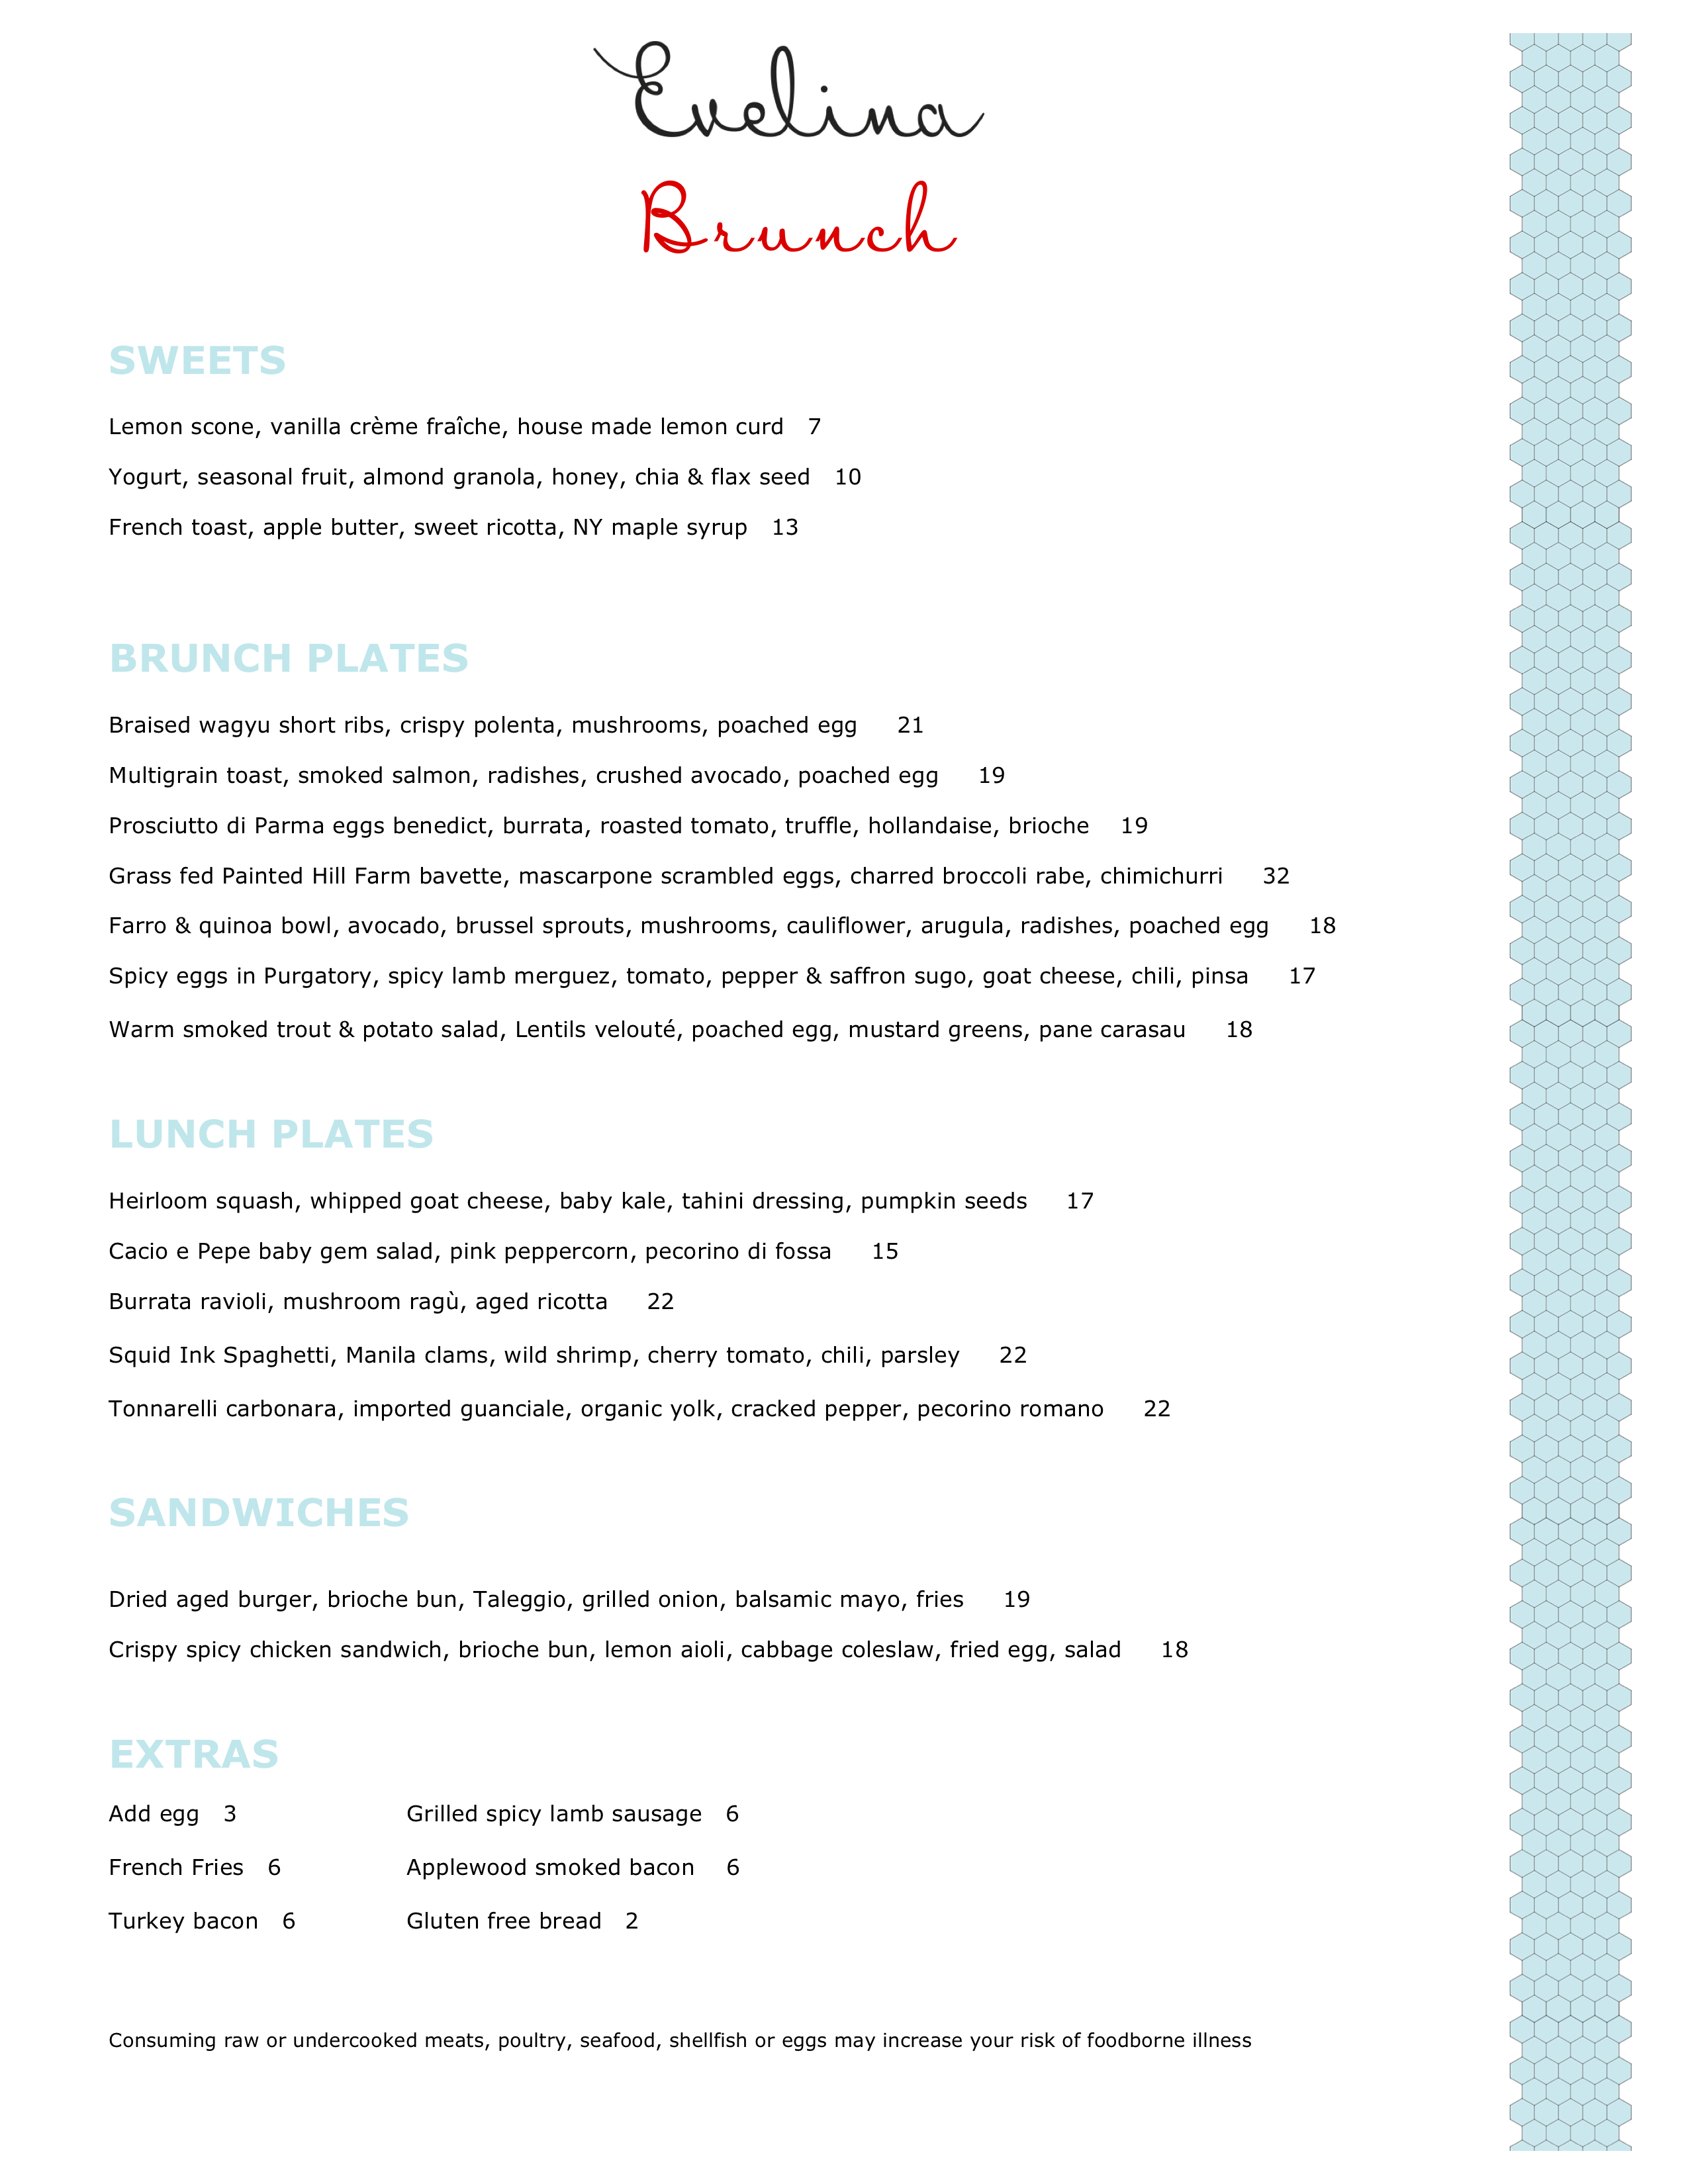 Evelina
Brunch
SWEETS
Lemon scone, vanilla crème fraîche, house made lemon curd 7
Yogurt, seasonal fruit, almond granola, honey, chia & flax seed 10
French toast, apple butter, sweet ricotta, NY maple syrup 13
BRUNCH PLATES
Braised wagyu short ribs, crispy polenta, mushrooms, poached egg 21
Multigrain toast, smoked salmon, radishes, crushed avocado, poached egg 19
Prosciutto di Parma eggs benedict, burrata, roasted tomato, truffle, hollandaise, brioche 19
Grass fed Painted Hill Farm bavette, mascarpone scrambled eggs, charred broccoli rabe, chimichurri 32
Farro & quinoa bowl, avocado, brussel sprouts, mushrooms, cauliflower, arugula, radishes, poached egg 18
Spicy eggs in Purgatory, spicy lamb merguez, tomato, pepper & saffron sugo, goat cheese, chili, pinsa 17
Warm smoked trout & potato salad, Lentils velouté, poached egg, mustard greens, pane carasau 18
LUNCH PLATES
Heirloom squash, whipped goat cheese, baby kale, tahini dressing, pumpkin seeds 17
Cacio e Pepe baby gem salad, pink peppercorn, pecorino di fossa 15
Burrata ravioli, mushroom ragù, aged ricotta 22
Squid Ink Spaghetti, Manila clams, wild shrimp, cherry tomato, chili, parsley 22
Tonnarelli carbonara, imported guanciale, organic yolk, cracked pepper, pecorino romano 22
SANDWICHES
Dried aged burger, brioche bun, Taleggio, grilled onion, balsamic mayo, fries 19
Crispy spicy chicken sandwich, brioche bun, lemon aioli, cabbage coleslaw, fried egg, salad 18
EXTRAS
Add egg 3 Grilled spicy lamb sausage 6
French Fries 6 Applewood smoked bacon 6
Turkey bacon 6 Gluten free bread 2
Consuming raw or undercooked meats, poultry, seafood, shellfish or eggs may increase your risk of foodborne illness